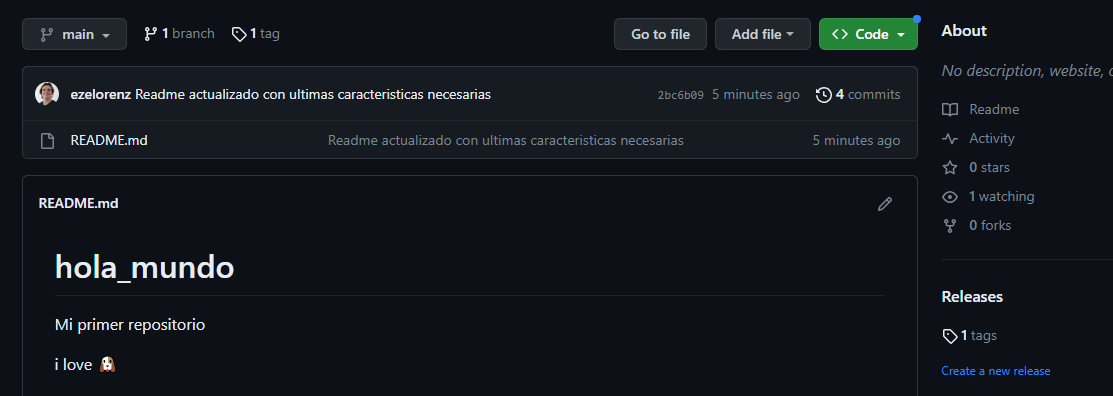 main 1 branch 1 tag Go to file Add file Code
ezelorenz Readme actualizado con ultimas caracteristicas necesarias 2bc6b09 5 minutes ago 4 commits
README.md Readme actualizado con ultimas caracteristicas necesarias 5 minutes ago
README.md
hola_mundo
Mi primer repositorio
i love
About
No description, website,
Readme
Activity
0 stars
1 watching
0 forks
Releases
1 tags
Create a new release